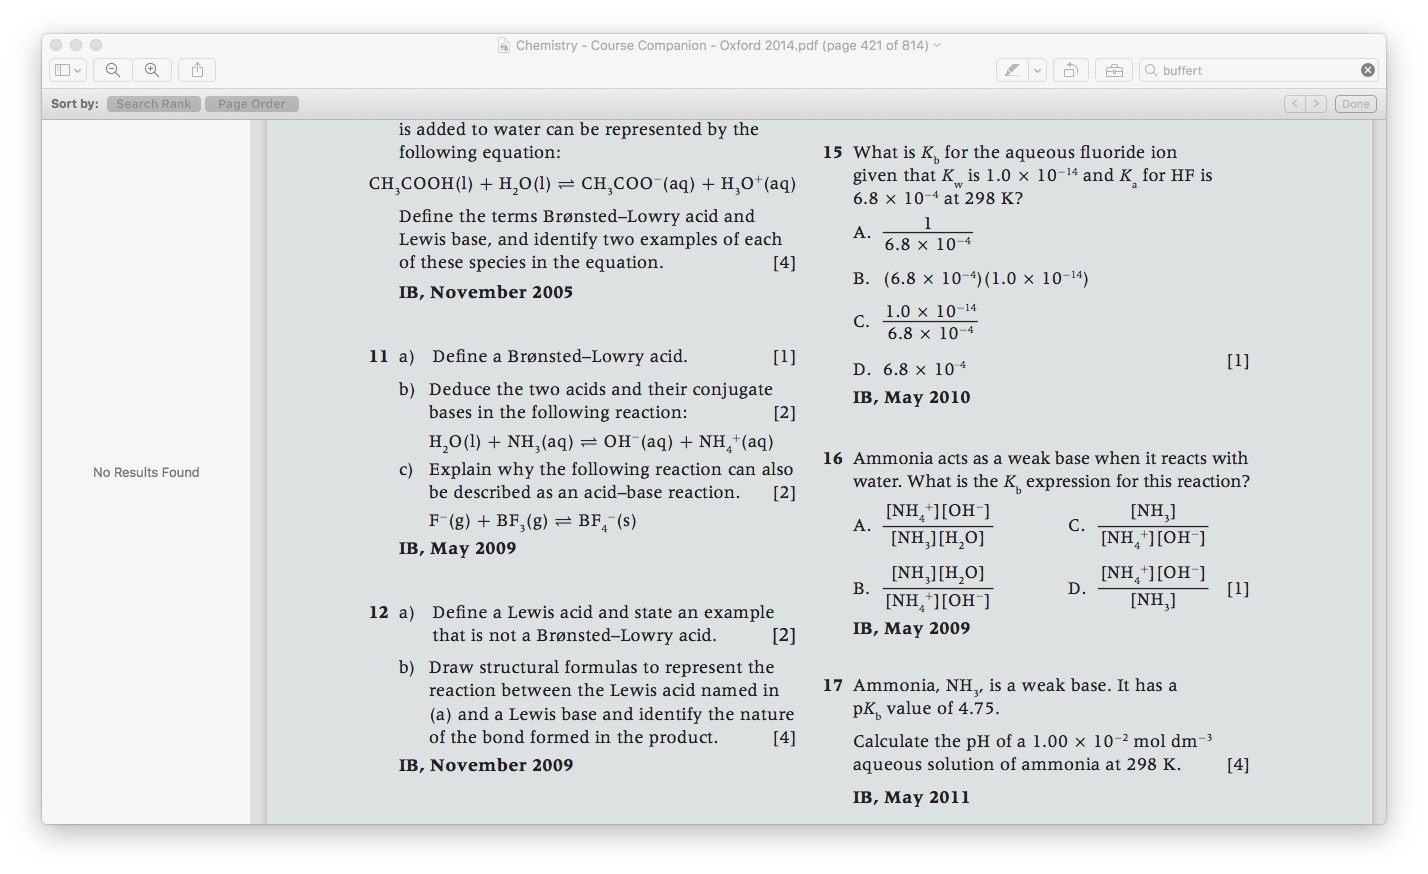 Chemistry - Course Companion - Oxford 2014.pdf (page 421 of 814)
buffert
Sort by: Search Rank Page Order
< > Done
No Results Found
is added to water can be represented by the
following equation:
CH₃COOH(l) + H₂O(l) ⇌ CH₃COO⁻(aq) + H₃O⁺(aq)
Define the terms Brønsted–Lowry acid and
Lewis base, and identify two examples of each
of these species in the equation. [4]
IB, November 2005
11 a) Define a Brønsted–Lowry acid. [1]
b) Deduce the two acids and their conjugate
bases in the following reaction: [2]
H₂O(l) + NH₃(aq) ⇌ OH⁻(aq) + NH₄⁺(aq)
c) Explain why the following reaction can also
be described as an acid–base reaction. [2]
F⁻(g) + BF₃(g) ⇌ BF₄⁻(s)
IB, May 2009
12 a) Define a Lewis acid and state an example
that is not a Brønsted–Lowry acid. [2]
b) Draw structural formulas to represent the
reaction between the Lewis acid named in
(a) and a Lewis base and identify the nature
of the bond formed in the product. [4]
IB, November 2009
15 What is K_b for the aqueous fluoride ion
given that K_w is 1.0 × 10⁻¹⁴ and K_a for HF is
6.8 × 10⁻⁴ at 298 K?
A. 1
6.8 × 10⁻⁴
B. (6.8 × 10⁻⁴)(1.0 × 10⁻¹⁴)
C. 1.0 × 10⁻¹⁴
6.8 × 10⁻⁴
D. 6.8 × 10⁻⁴ [1]
IB, May 2010
16 Ammonia acts as a weak base when it reacts with
water. What is the K_b expression for this reaction?
A. [NH₄⁺][OH⁻]
[NH₃][H₂O]
C. [NH₃]
[NH₄⁺][OH⁻]
B. [NH₃][H₂O]
[NH₄⁺][OH⁻]
D. [NH₄⁺][OH⁻]
[NH₃] [1]
IB, May 2009
17 Ammonia, NH₃, is a weak base. It has a
pK_b value of 4.75.
Calculate the pH of a 1.00 × 10⁻² mol dm⁻³
aqueous solution of ammonia at 298 K. [4]
IB, May 2011